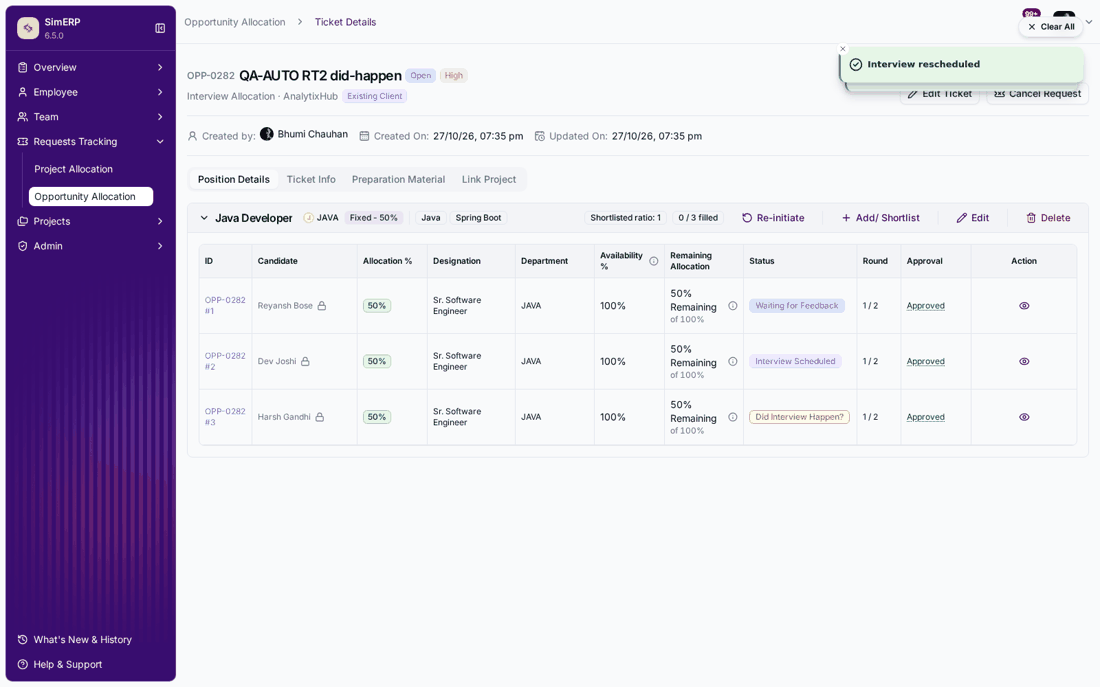 SimERP
6.5.0
Overview
Employee
Team
Requests Tracking
Project Allocation
Opportunity Allocation
Projects
Admin
What's New & History
Help & Support
Opportunity Allocation > Ticket Details
99+
Clear All
Interview rescheduled
OPP-0282 QA-AUTO RT2 did-happen Open High
Interview Allocation · AnalytixHub Existing Client
Edit Ticket Cancel Request
Created by: Bhumi Chauhan Created On: 27/10/26, 07:35 pm Updated On: 27/10/26, 07:35 pm
Position Details Ticket Info Preparation Material Link Project
Java Developer J JAVA Fixed - 50% Java Spring Boot Shortlisted ratio: 1 0 / 3 filled Re-initiate Add/ Shortlist Edit Delete
ID Candidate Allocation % Designation Department Availability % Remaining Allocation Status Round Approval Action
OPP-0282 #1 Reyansh Bose 50% Sr. Software Engineer JAVA 100% 50% Remaining of 100% Waiting for Feedback 1 / 2 Approved
OPP-0282 #2 Dev Joshi 50% Sr. Software Engineer JAVA 100% 50% Remaining of 100% Interview Scheduled 1 / 2 Approved
OPP-0282 #3 Harsh Gandhi 50% Sr. Software Engineer JAVA 100% 50% Remaining of 100% Did Interview Happen? 1 / 2 Approved